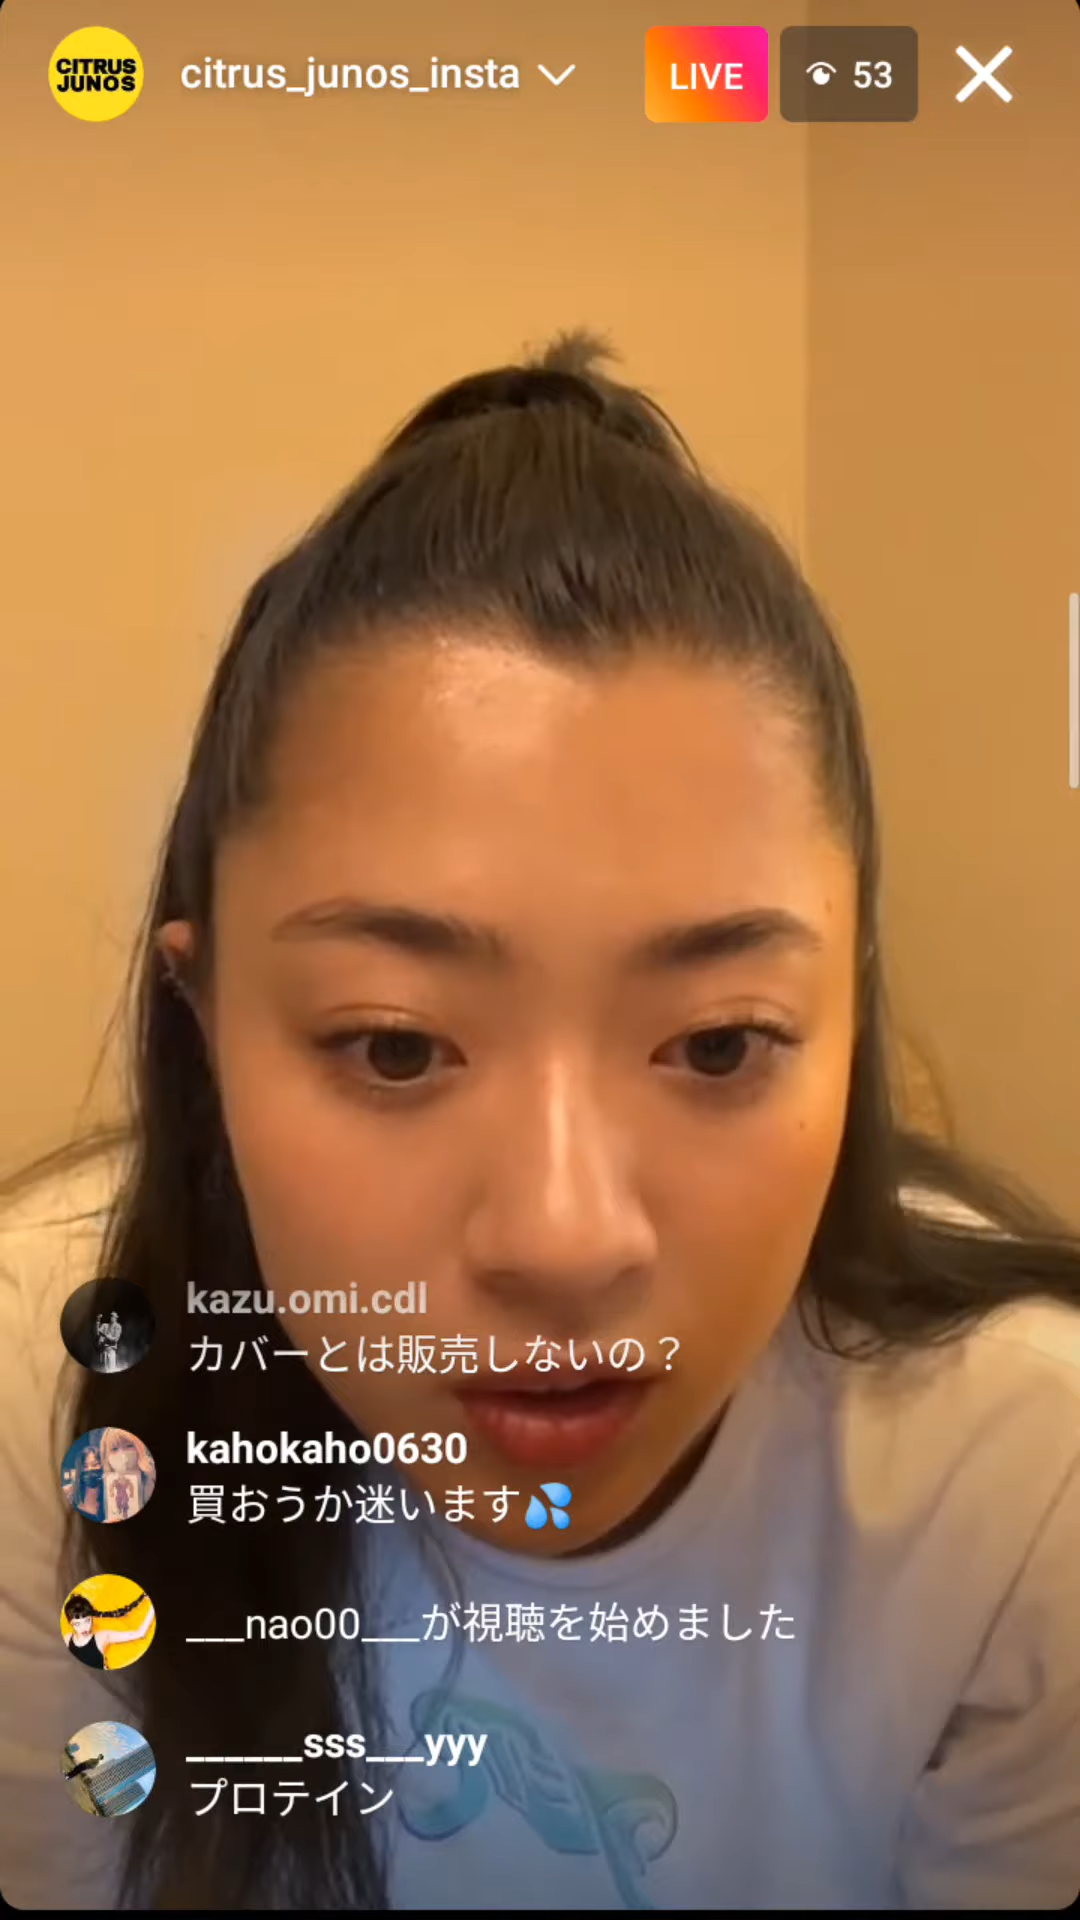 CITRUS
JUNOS
citrus_junos_insta
LIVE
53
kazu.omi.cdl
カバーとは販売しないの？
kahokaho0630
買おうか迷います💦
___nao00___が視聴を始めました
______sss___yyy
プロテイン